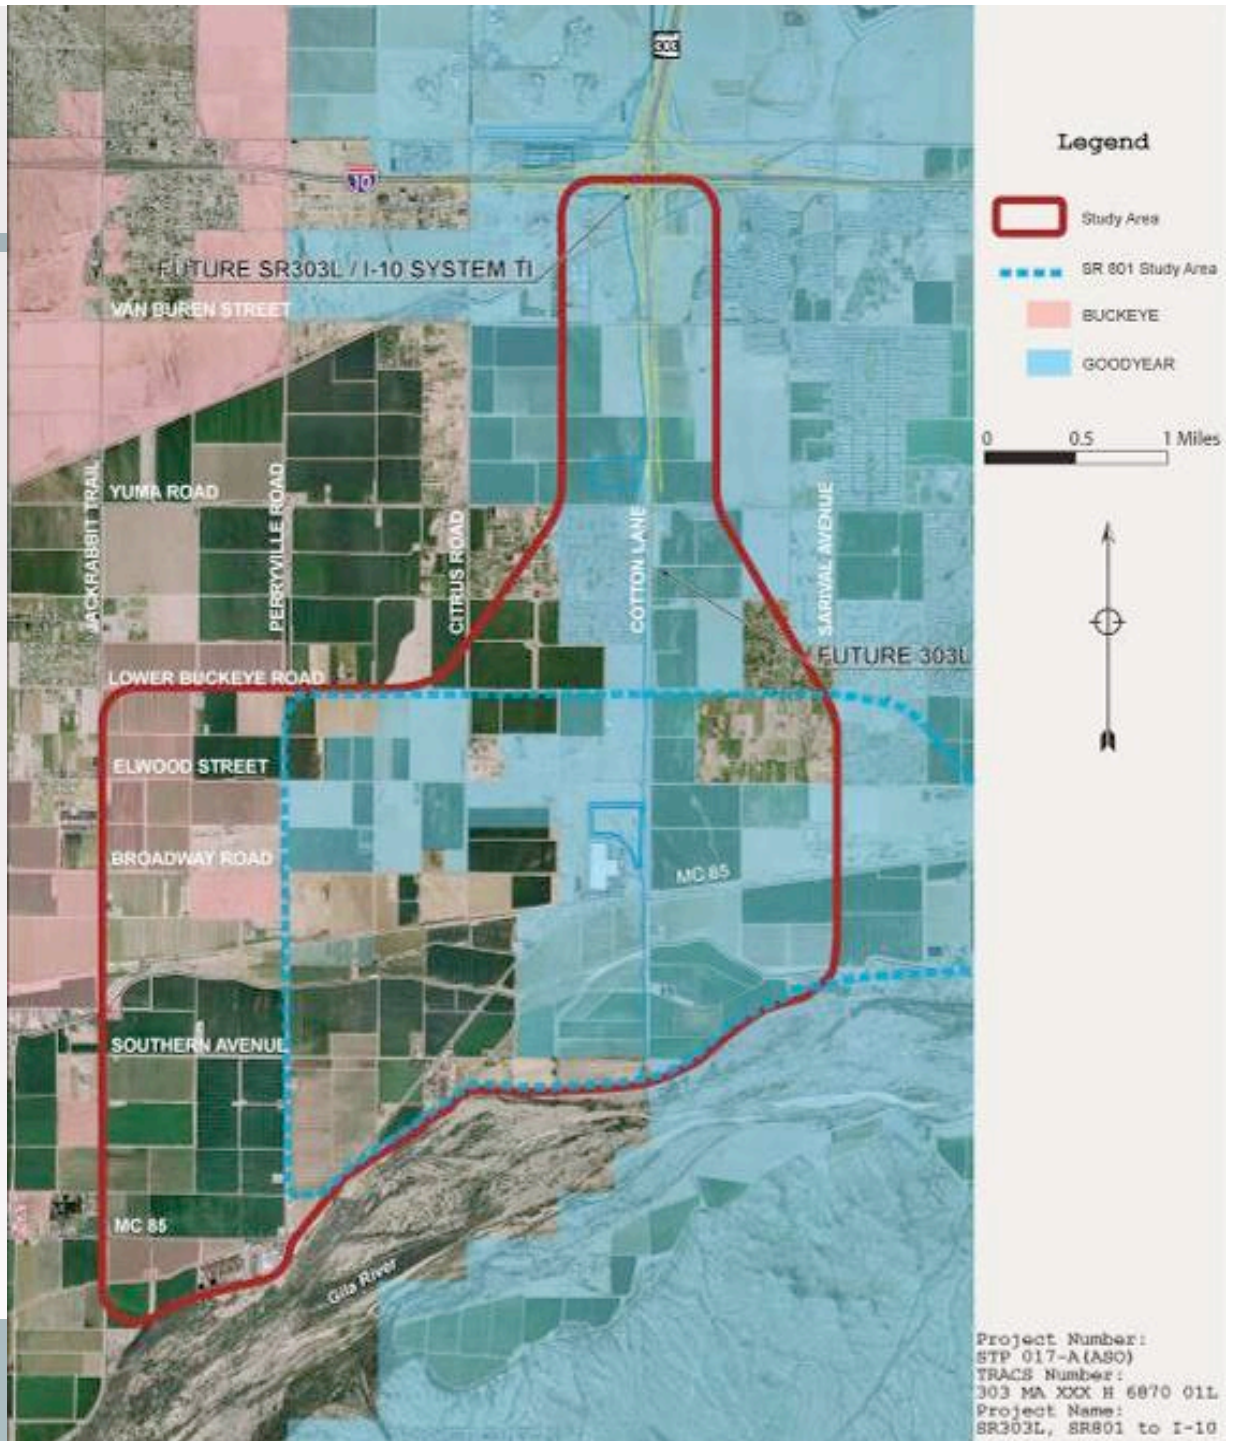 303
Legend
10
Study Area
FUTURE SR303L / I-10 SYSTEM TI
SR 801 Study Area
VAN BUREN STREET
BUCKEYE
GOODYEAR
0 0.5 1 Miles
JACKRABBIT TRAIL
YUMA ROAD
PERRYVILLE ROAD
CITRUS ROAD
COTTON LANE
SARIVAL AVENUE
FUTURE 303L
LOWER BUCKEYE ROAD
ELWOOD STREET
BROADWAY ROAD
MC 85
SOUTHERN AVENUE
MC 85
Gila River
Project Number:
STP 017-A(ASO)
TRACS Number:
303 MA XXX H 6870 01L
Project Name:
SR303L, SR801 to I-10